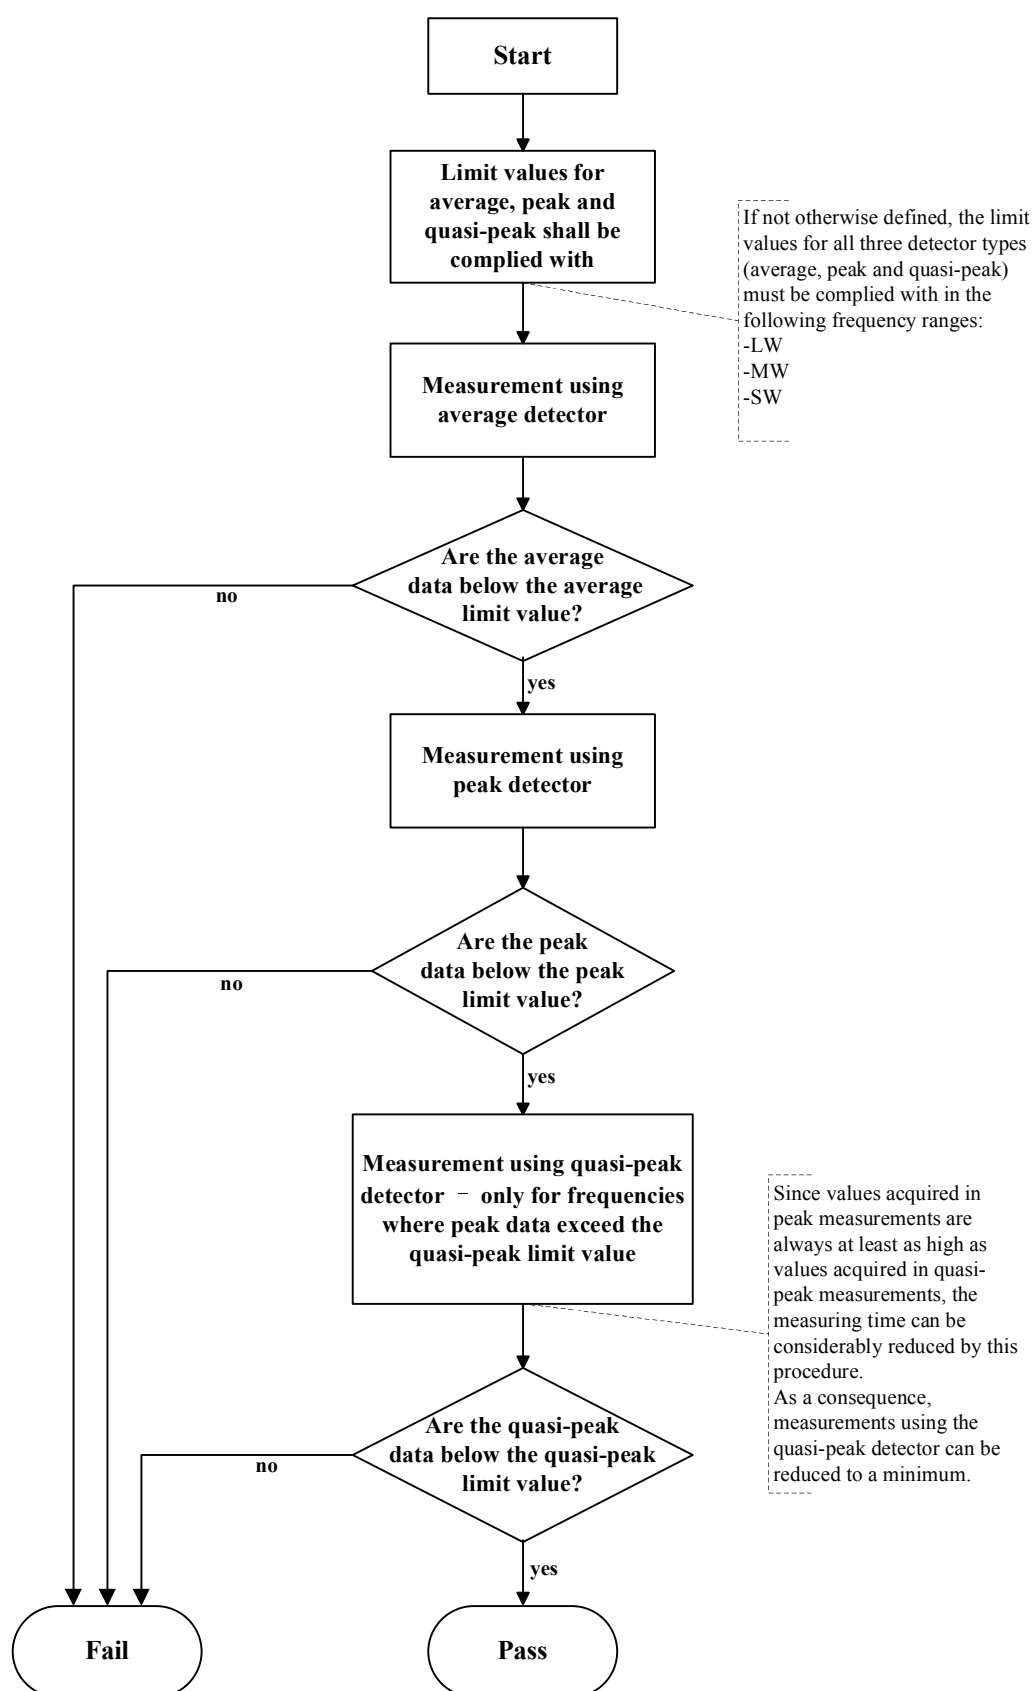 Start
Limit values for
average, peak and
quasi-peak shall be
complied with
If not otherwise defined, the limit
values for all three detector types
(average, peak and quasi-peak)
must be complied with in the
following frequency ranges:
-LW
-MW
-SW
Measurement using
average detector
Are the average
data below the average
limit value?
no
yes
Measurement using
peak detector
Are the peak
data below the peak
limit value?
no
yes
Measurement using quasi-peak
detector – only for frequencies
where peak data exceed the
quasi-peak limit value
Since values acquired in
peak measurements are
always at least as high as
values acquired in quasi-
peak measurements, the
measuring time can be
considerably reduced by this
procedure.
As a consequence,
measurements using the
quasi-peak detector can be
reduced to a minimum.
Are the quasi-peak
data below the quasi-peak
limit value?
no
yes
Fail
Pass